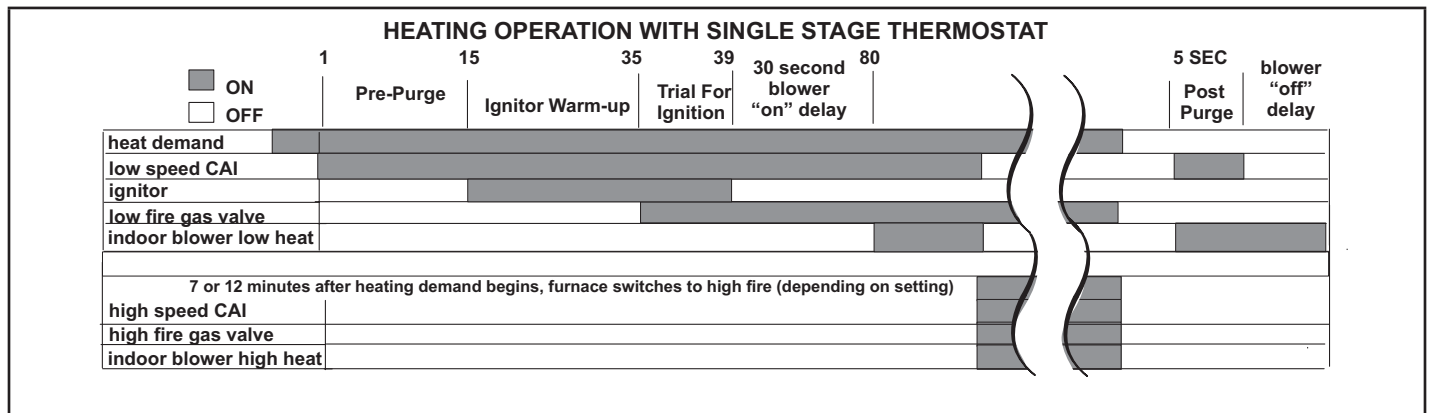 HEATING OPERATION WITH SINGLE STAGE THERMOSTAT
1 15 35 39 80 5 SEC
ON
OFF
Pre-Purge
Ignitor Warm-up
Trial For
Ignition
30 second
blower
“on” delay
Post
Purge
blower
“off”
delay
heat demand
low speed CAI
ignitor
low fire gas valve
indoor blower low heat
7 or 12 minutes after heating demand begins, furnace switches to high fire (depending on setting)
high speed CAI
high fire gas valve
indoor blower high heat